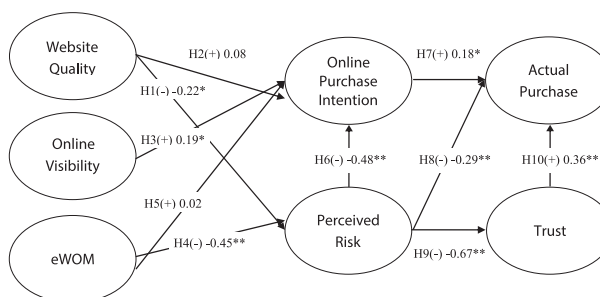 Website
Quality
Online
Visibility
eWOM
H2(+) 0.08
H1(-) -0.22*
H3(+) 0.19*
H5(+) 0.02
H4(-) -0.45**
Online
Purchase
Intention
H6(-) -0.48**
Perceived
Risk
H7(+) 0.18*
H8(-) -0.29**
H9(-) -0.67**
Actual
Purchase
H10(+) 0.36**
Trust